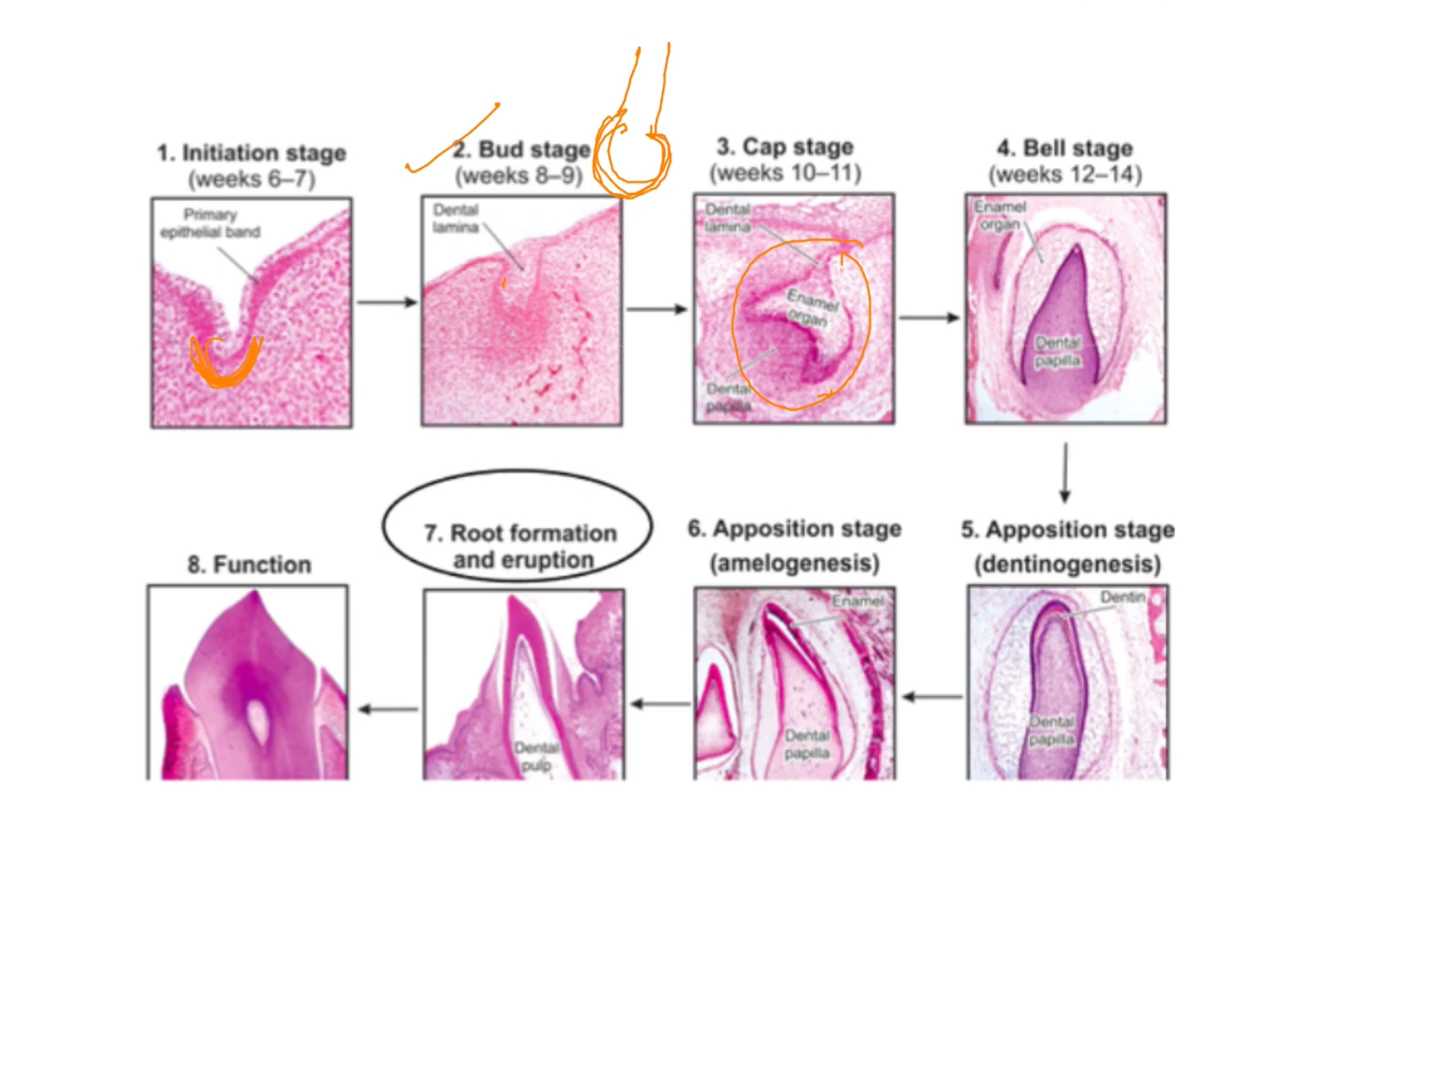 1. Initiation stage
(weeks 6–7)
Primary
epithelial band
2. Bud stage
(weeks 8–9)
Dental
lamina
3. Cap stage
(weeks 10–11)
Dental
lamina
Enamel
organ
Dental
papilla
4. Bell stage
(weeks 12–14)
Enamel
organ
Dental
papilla
5. Apposition stage
(dentinogenesis)
Dentin
Dental
papilla
6. Apposition stage
(amelogenesis)
Enamel
Dental
papilla
7. Root formation
and eruption
Dental
pulp
8. Function